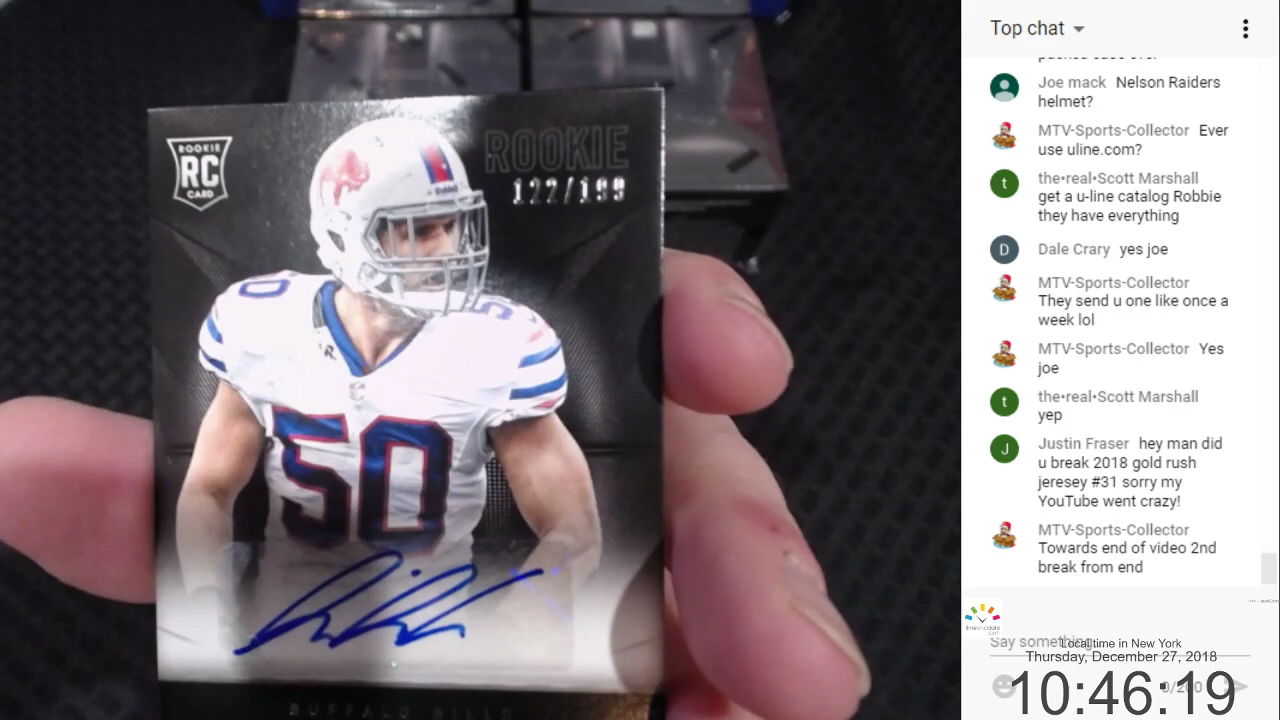 ROOKIE
RC
CARD
ROOKIE
122/199
50
50
BUFFALO BILLS
Top chat
Joe mack Nelson Raiders
helmet?
MTV-Sports-Collector Ever
use uline.com?
the•real•Scott Marshall
get a u-line catalog Robbie
they have everything
Dale Crary yes joe
MTV-Sports-Collector
They send u one like once a
week lol
MTV-Sports-Collector Yes
joe
the•real•Scott Marshall
yep
Justin Fraser hey man did
u break 2018 gold rush
jeresey #31 sorry my
YouTube went crazy!
MTV-Sports-Collector
Towards end of video 2nd
break from end
Say something
Local time in New York
Thursday, December 27, 2018
0/200
10:46:19